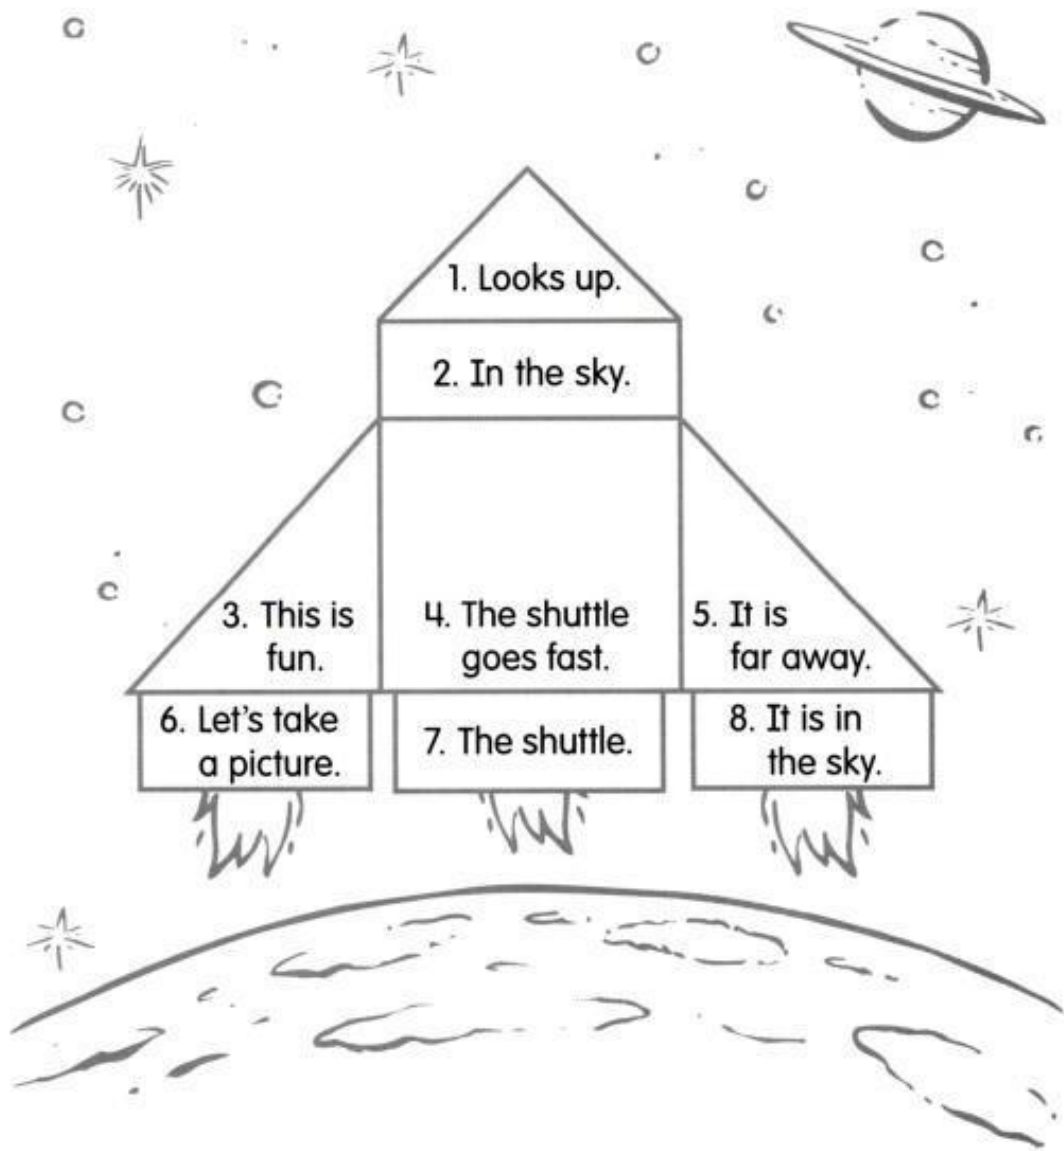 1. Looks up.
2. In the sky.
3. This is
fun.
4. The shuttle
goes fast.
5. It is
far away.
6. Let's take
a picture.
7. The shuttle.
8. It is in
the sky.